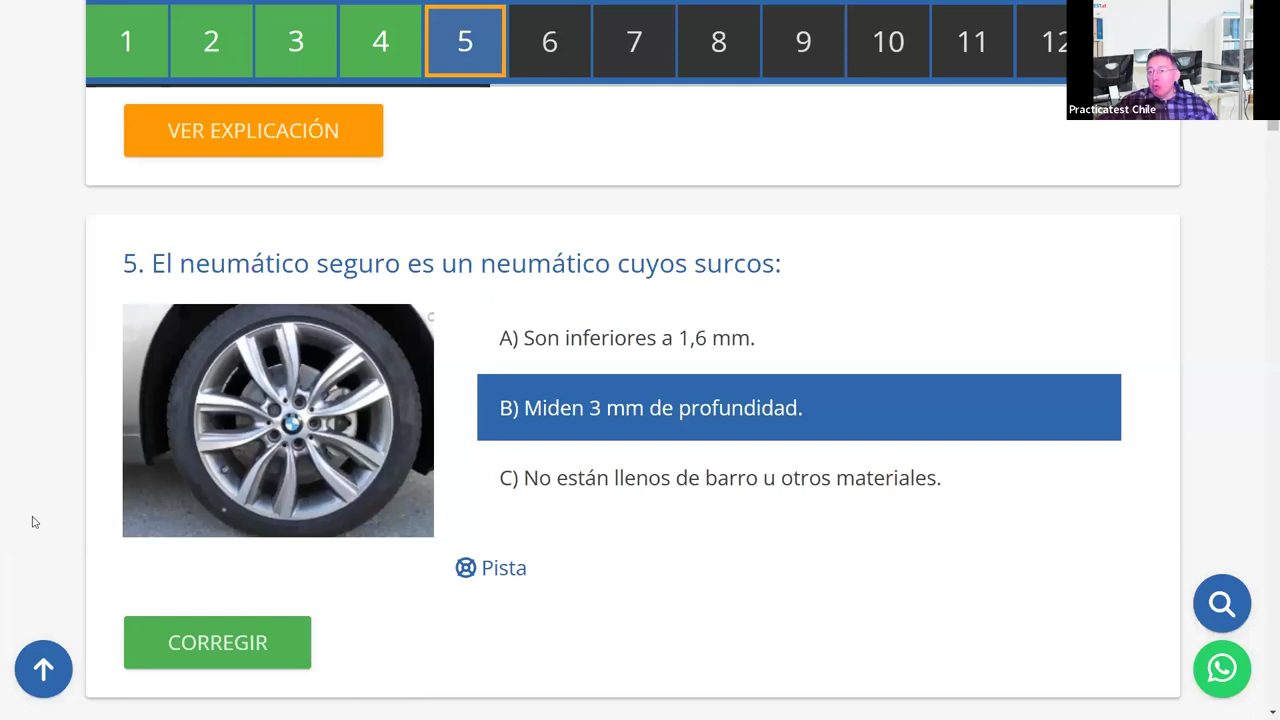 1 2 3 4 5 6 7 8 9 10 11 12
Practicatest Chile
VER EXPLICACIÓN
5. El neumático seguro es un neumático cuyos surcos:
A) Son inferiores a 1,6 mm.
B) Miden 3 mm de profundidad.
C) No están llenos de barro u otros materiales.
Pista
CORREGIR